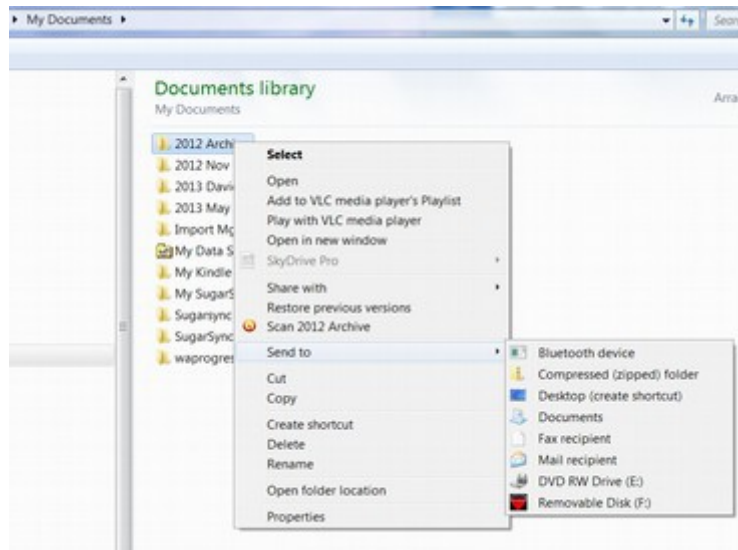 My Documents
Sear
Documents library
My Documents
Arra
2012 Archiv
2012 Nov
2013 Davi
2013 May
Import Mg
My Data S
My Kindle
My SugarS
Sugarsync
SugarSync
waprogres
Select
Open
Add to VLC media player's Playlist
Play with VLC media player
Open in new window
SkyDrive Pro
Share with
Restore previous versions
Scan 2012 Archive
Send to
Cut
Copy
Create shortcut
Delete
Rename
Open folder location
Properties
Bluetooth device
Compressed (zipped) folder
Desktop (create shortcut)
Documents
Fax recipient
Mail recipient
DVD RW Drive (E:)
Removable Disk (F:)